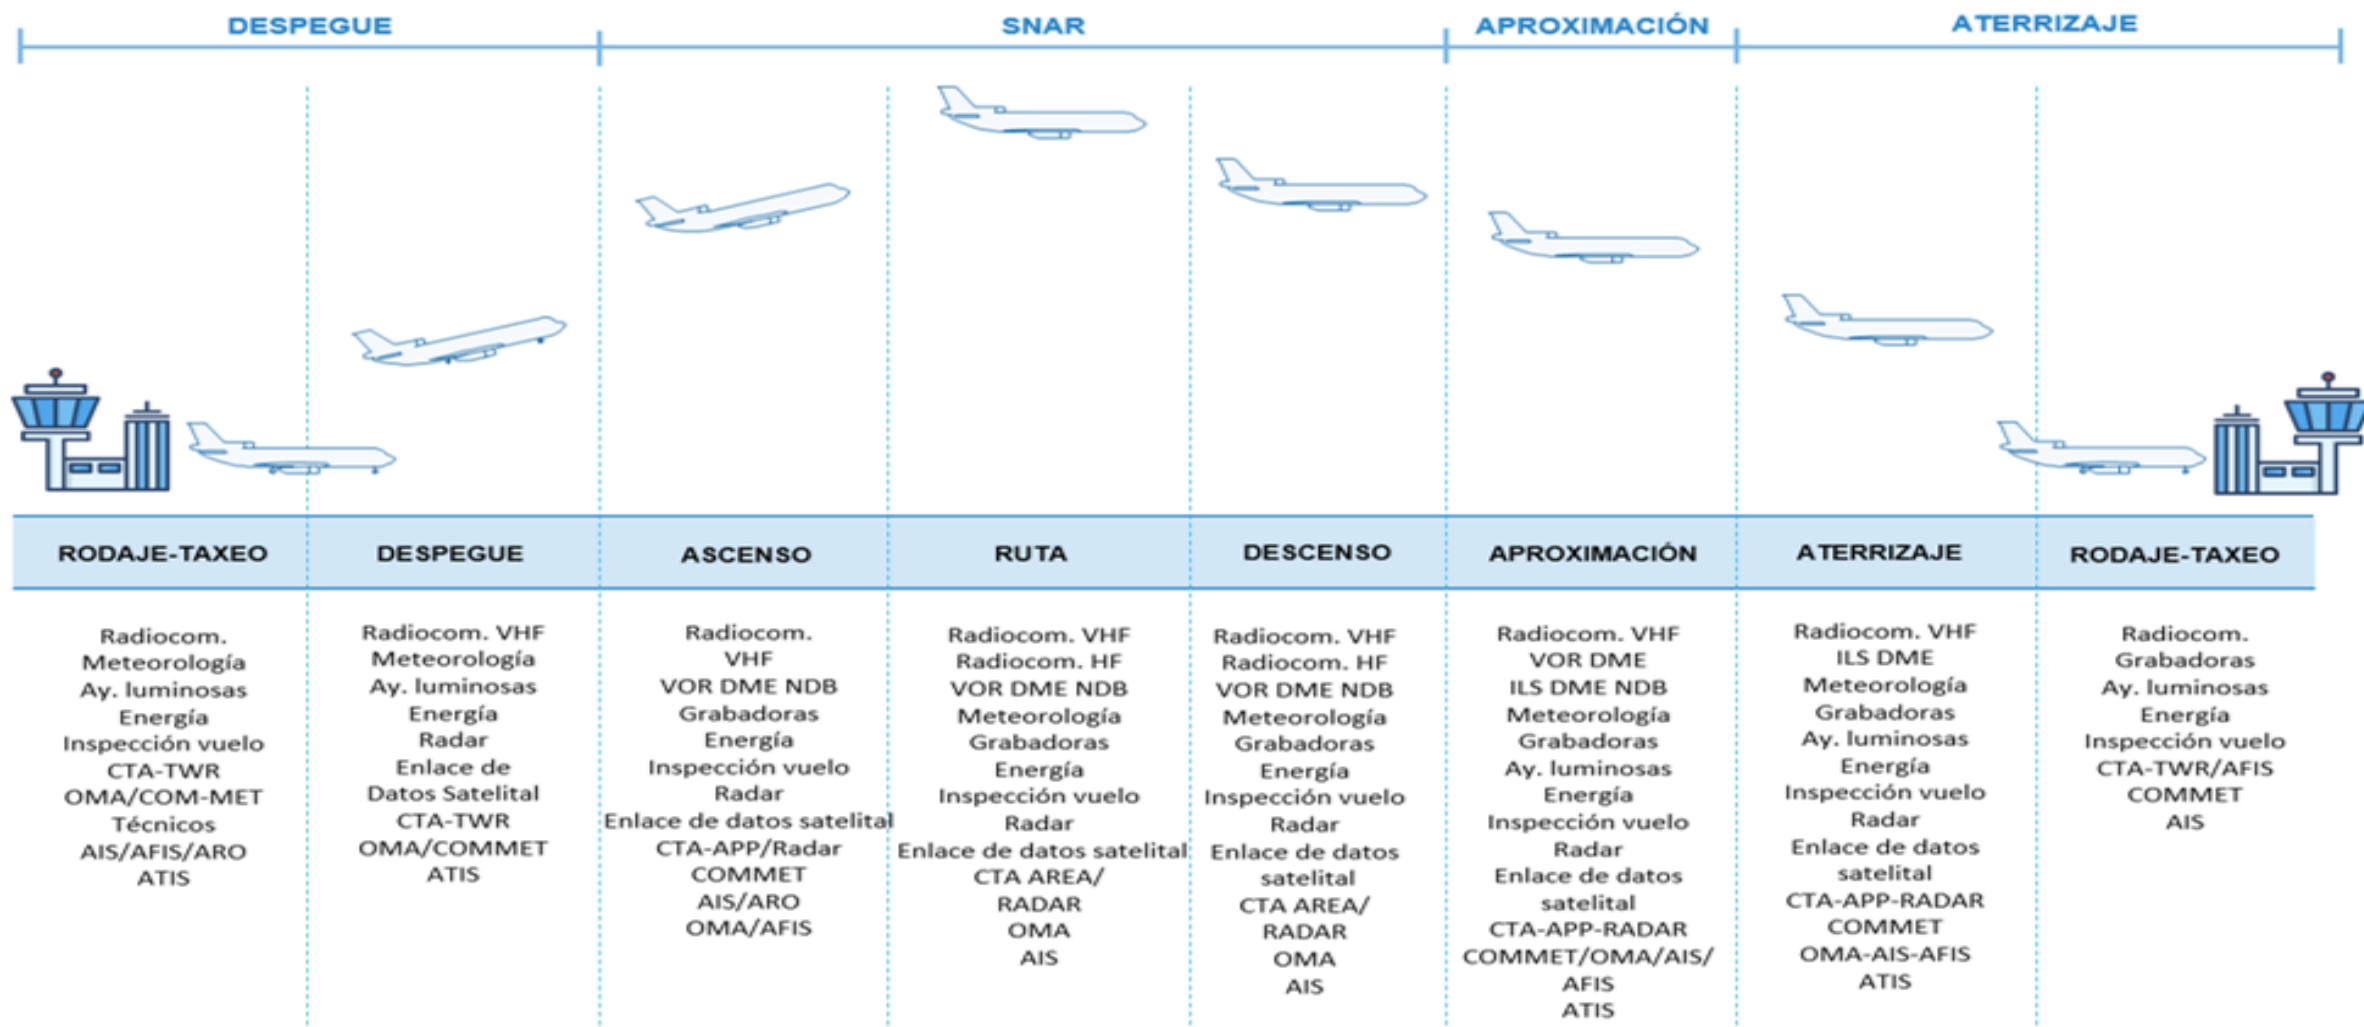 DESPEGUE
SNAR
APROXIMACIÓN
ATERRIZAJE
RODAJE-TAXEO
DESPEGUE
ASCENSO
RUTA
DESCENSO
APROXIMACIÓN
ATERRIZAJE
RODAJE-TAXEO
Radiocom.
Meteorología
Ay. luminosas
Energía
Inspección vuelo
CTA-TWR
OMA/COM-MET
Técnicos
AIS/AFIS/ARO
ATIS
Radiocom. VHF
Meteorología
Ay. luminosas
Energía
Radar
Enlace de
Datos Satelital
CTA-TWR
OMA/COMMET
ATIS
Radiocom.
VHF
VOR DME NDB
Grabadoras
Energía
Inspección vuelo
Radar
Enlace de datos satelital
CTA-APP/Radar
COMMET
AIS/ARO
OMA/AFIS
Radiocom. VHF
Radiocom. HF
VOR DME NDB
Meteorología
Grabadoras
Energía
Inspección vuelo
Radar
Enlace de datos satelital
CTA AREA/
RADAR
OMA
AIS
Radiocom. VHF
Radiocom. HF
VOR DME NDB
Meteorología
Grabadoras
Energía
Inspección vuelo
Radar
Enlace de datos
satelital
CTA AREA/
RADAR
OMA
AIS
Radiocom. VHF
VOR DME
ILS DME NDB
Meteorología
Grabadoras
Ay. luminosas
Energía
Inspección vuelo
Radar
Enlace de datos
satelital
CTA-APP-RADAR
COMMET/OMA/AIS/
AFIS
ATIS
Radiocom. VHF
ILS DME
Meteorología
Grabadoras
Ay. luminosas
Energía
Inspección vuelo
Radar
Enlace de datos
satelital
CTA-APP-RADAR
COMMET
OMA-AIS-AFIS
ATIS
Radiocom.
Grabadoras
Ay. luminosas
Energía
Inspección vuelo
CTA-TWR/AFIS
COMMET
AIS